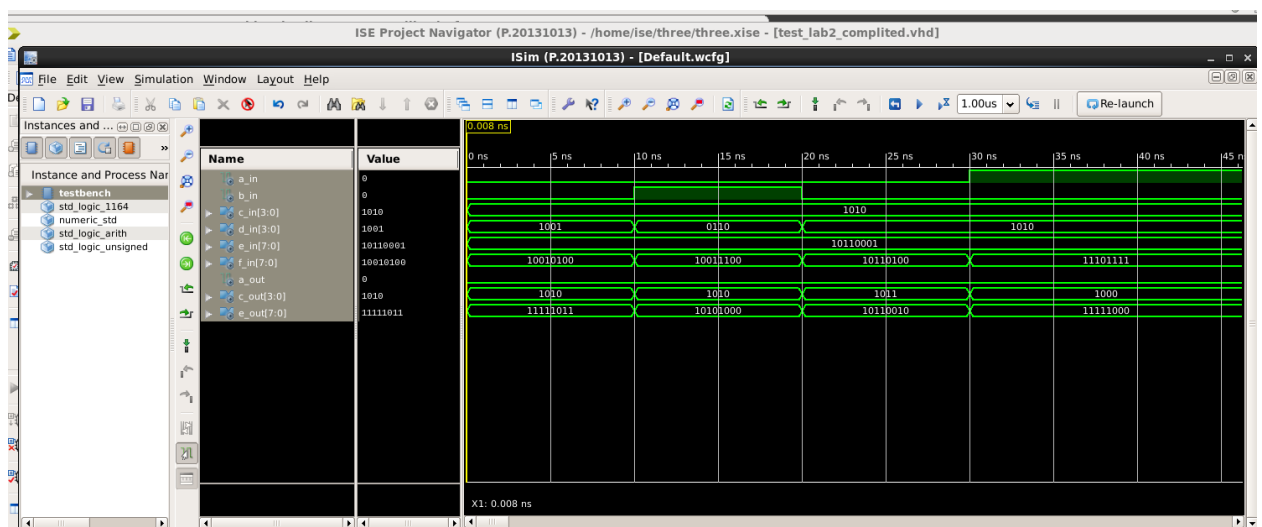 ISE Project Navigator (P.20131013) - /home/ise/three/three.xise - [test_lab2_complited.vhd]
ISim (P.20131013) - [Default.wcfg]
File Edit View Simulation Window Layout Help
1.00us Re-launch
Instances and ...
Instance and Process Nar
testbench
std_logic_1164
numeric_std
std_logic_arith
std_logic_unsigned
Name Value
a_in 0
b_in 0
c_in[3:0] 1010
d_in[3:0] 1001
e_in[7:0] 10110001
f_in[7:0] 10010100
a_out 0
c_out[3:0] 1010
e_out[7:0] 11111011
0.008 ns
0 ns 5 ns 10 ns 15 ns 20 ns 25 ns 30 ns 35 ns 40 ns 45 n
1010
1001 0110 1010
10110001
10010100 10011100 10110100 11101111
1010 1010 1011 1000
11111011 10101000 10110010 11111000
X1: 0.008 ns